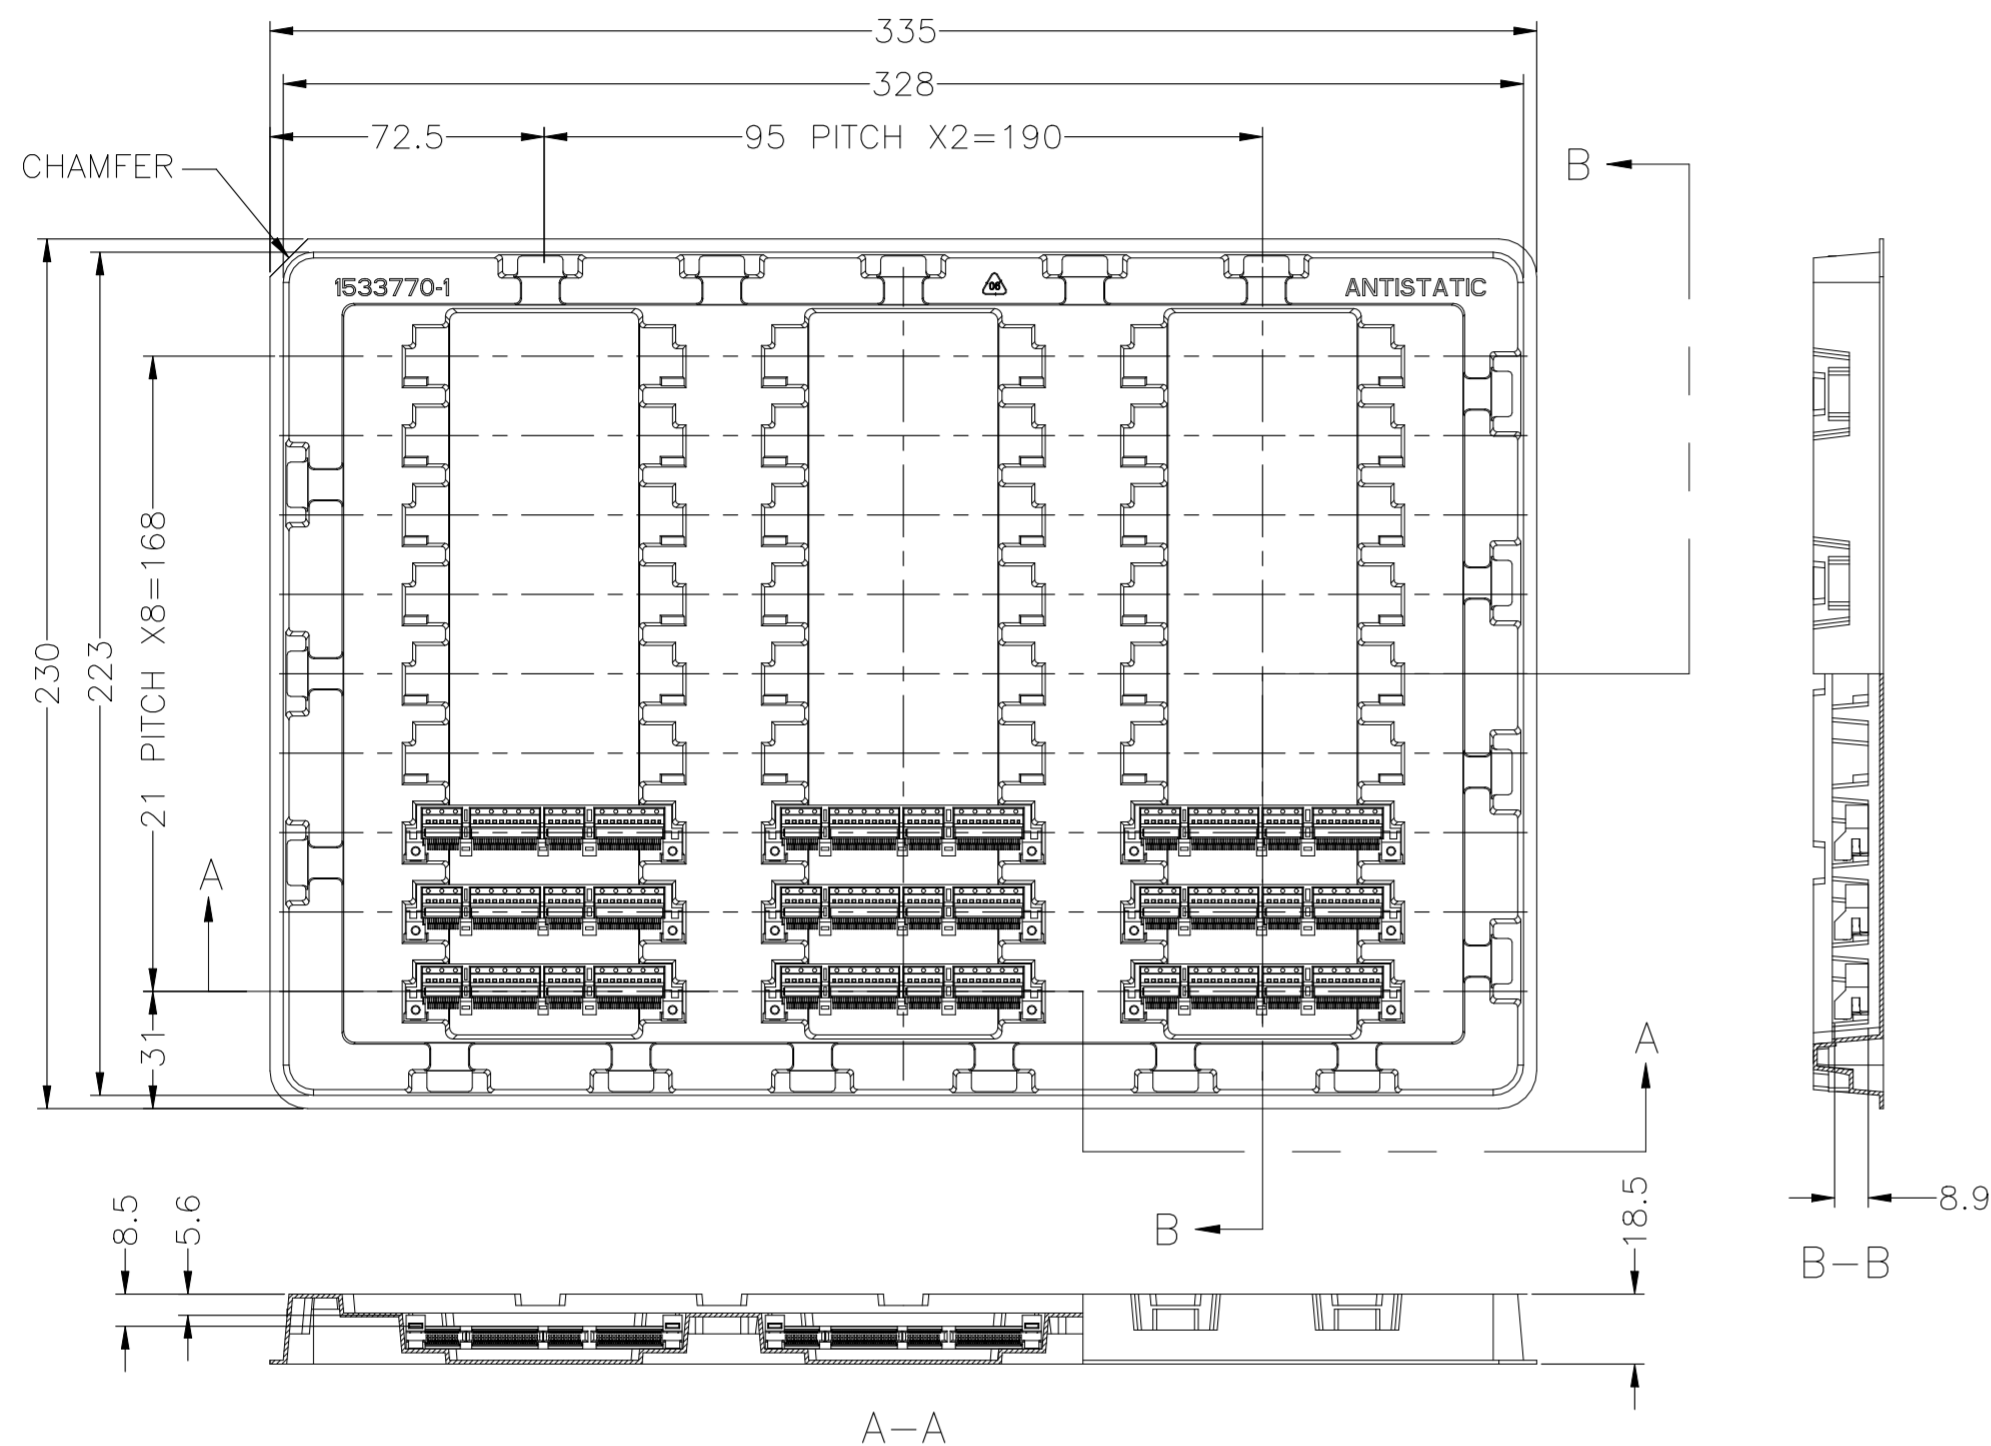 335
328
72.5
95 PITCH X2=190
CHAMFER
B
1533770-1
06
ANTISTATIC
230
223
21 PITCH X8=168
31
A
A
B
8.5
5.6
18.5
8.9
B-B
A-A